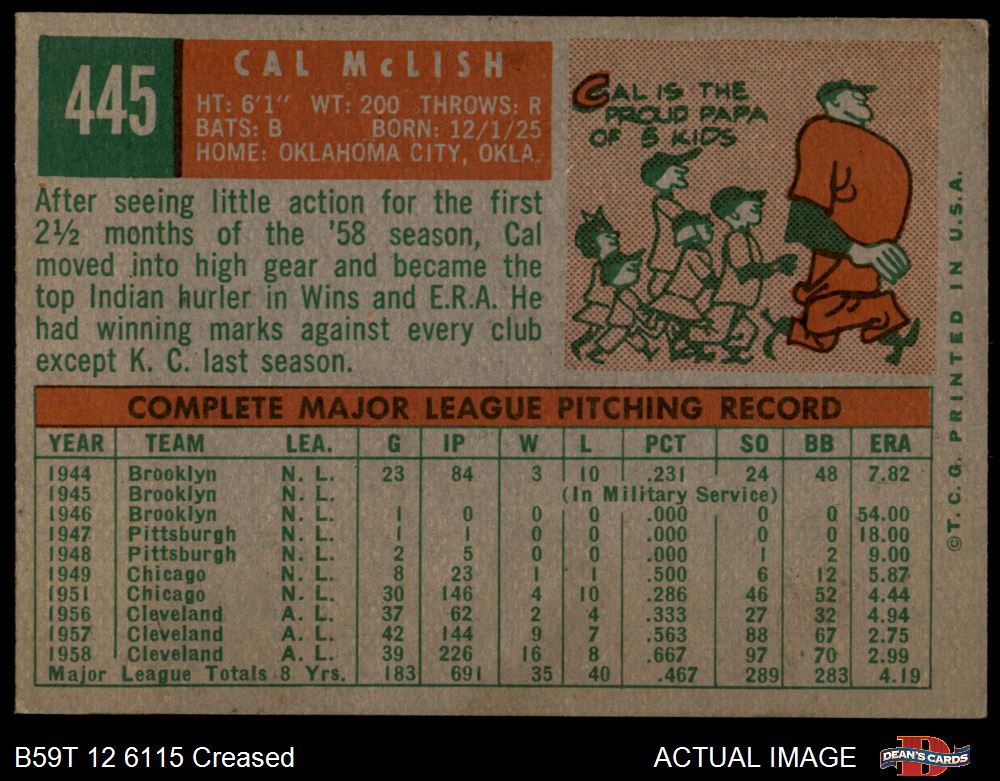 445
CAL McLISH
HT: 6'1" WT: 200 THROWS: R
BATS: B BORN: 12/1/25
HOME: OKLAHOMA CITY, OKLA.
After seeing little action for the first
2½ months of the '58 season, Cal
moved into high gear and became the
top Indian hurler in Wins and E.R.A. He
had winning marks against every club
except K. C. last season.
CAL IS THE
PROUD PAPA
OF 5 KIDS
©T. C. G. PRINTED IN U.S.A.
COMPLETE MAJOR LEAGUE PITCHING RECORD
YEAR TEAM LEA. G IP W L PCT SO BB ERA
1944 Brooklyn N. L. 23 84 3 10 .231 24 48 7.82
1945 Brooklyn N. L. (In Military Service)
1946 Brooklyn N. L. 1 0 0 0 .000 0 0 54.00
1947 Pittsburgh N. L. 1 1 0 0 .000 0 0 18.00
1948 Pittsburgh N. L. 2 5 0 0 .000 1 2 9.00
1949 Chicago N. L. 8 23 1 1 .500 6 12 5.87
1951 Chicago N. L. 30 146 4 10 .286 46 52 4.44
1956 Cleveland A. L. 37 62 2 4 .333 27 32 4.94
1957 Cleveland A. L. 42 144 9 7 .563 88 67 2.75
1958 Cleveland A. L. 39 226 16 8 .667 97 70 2.99
Major League Totals 8 Yrs. 183 691 35 40 .467 289 283 4.19
B59T 12 6115 Creased
ACTUAL IMAGE
DEAN'S CARDS